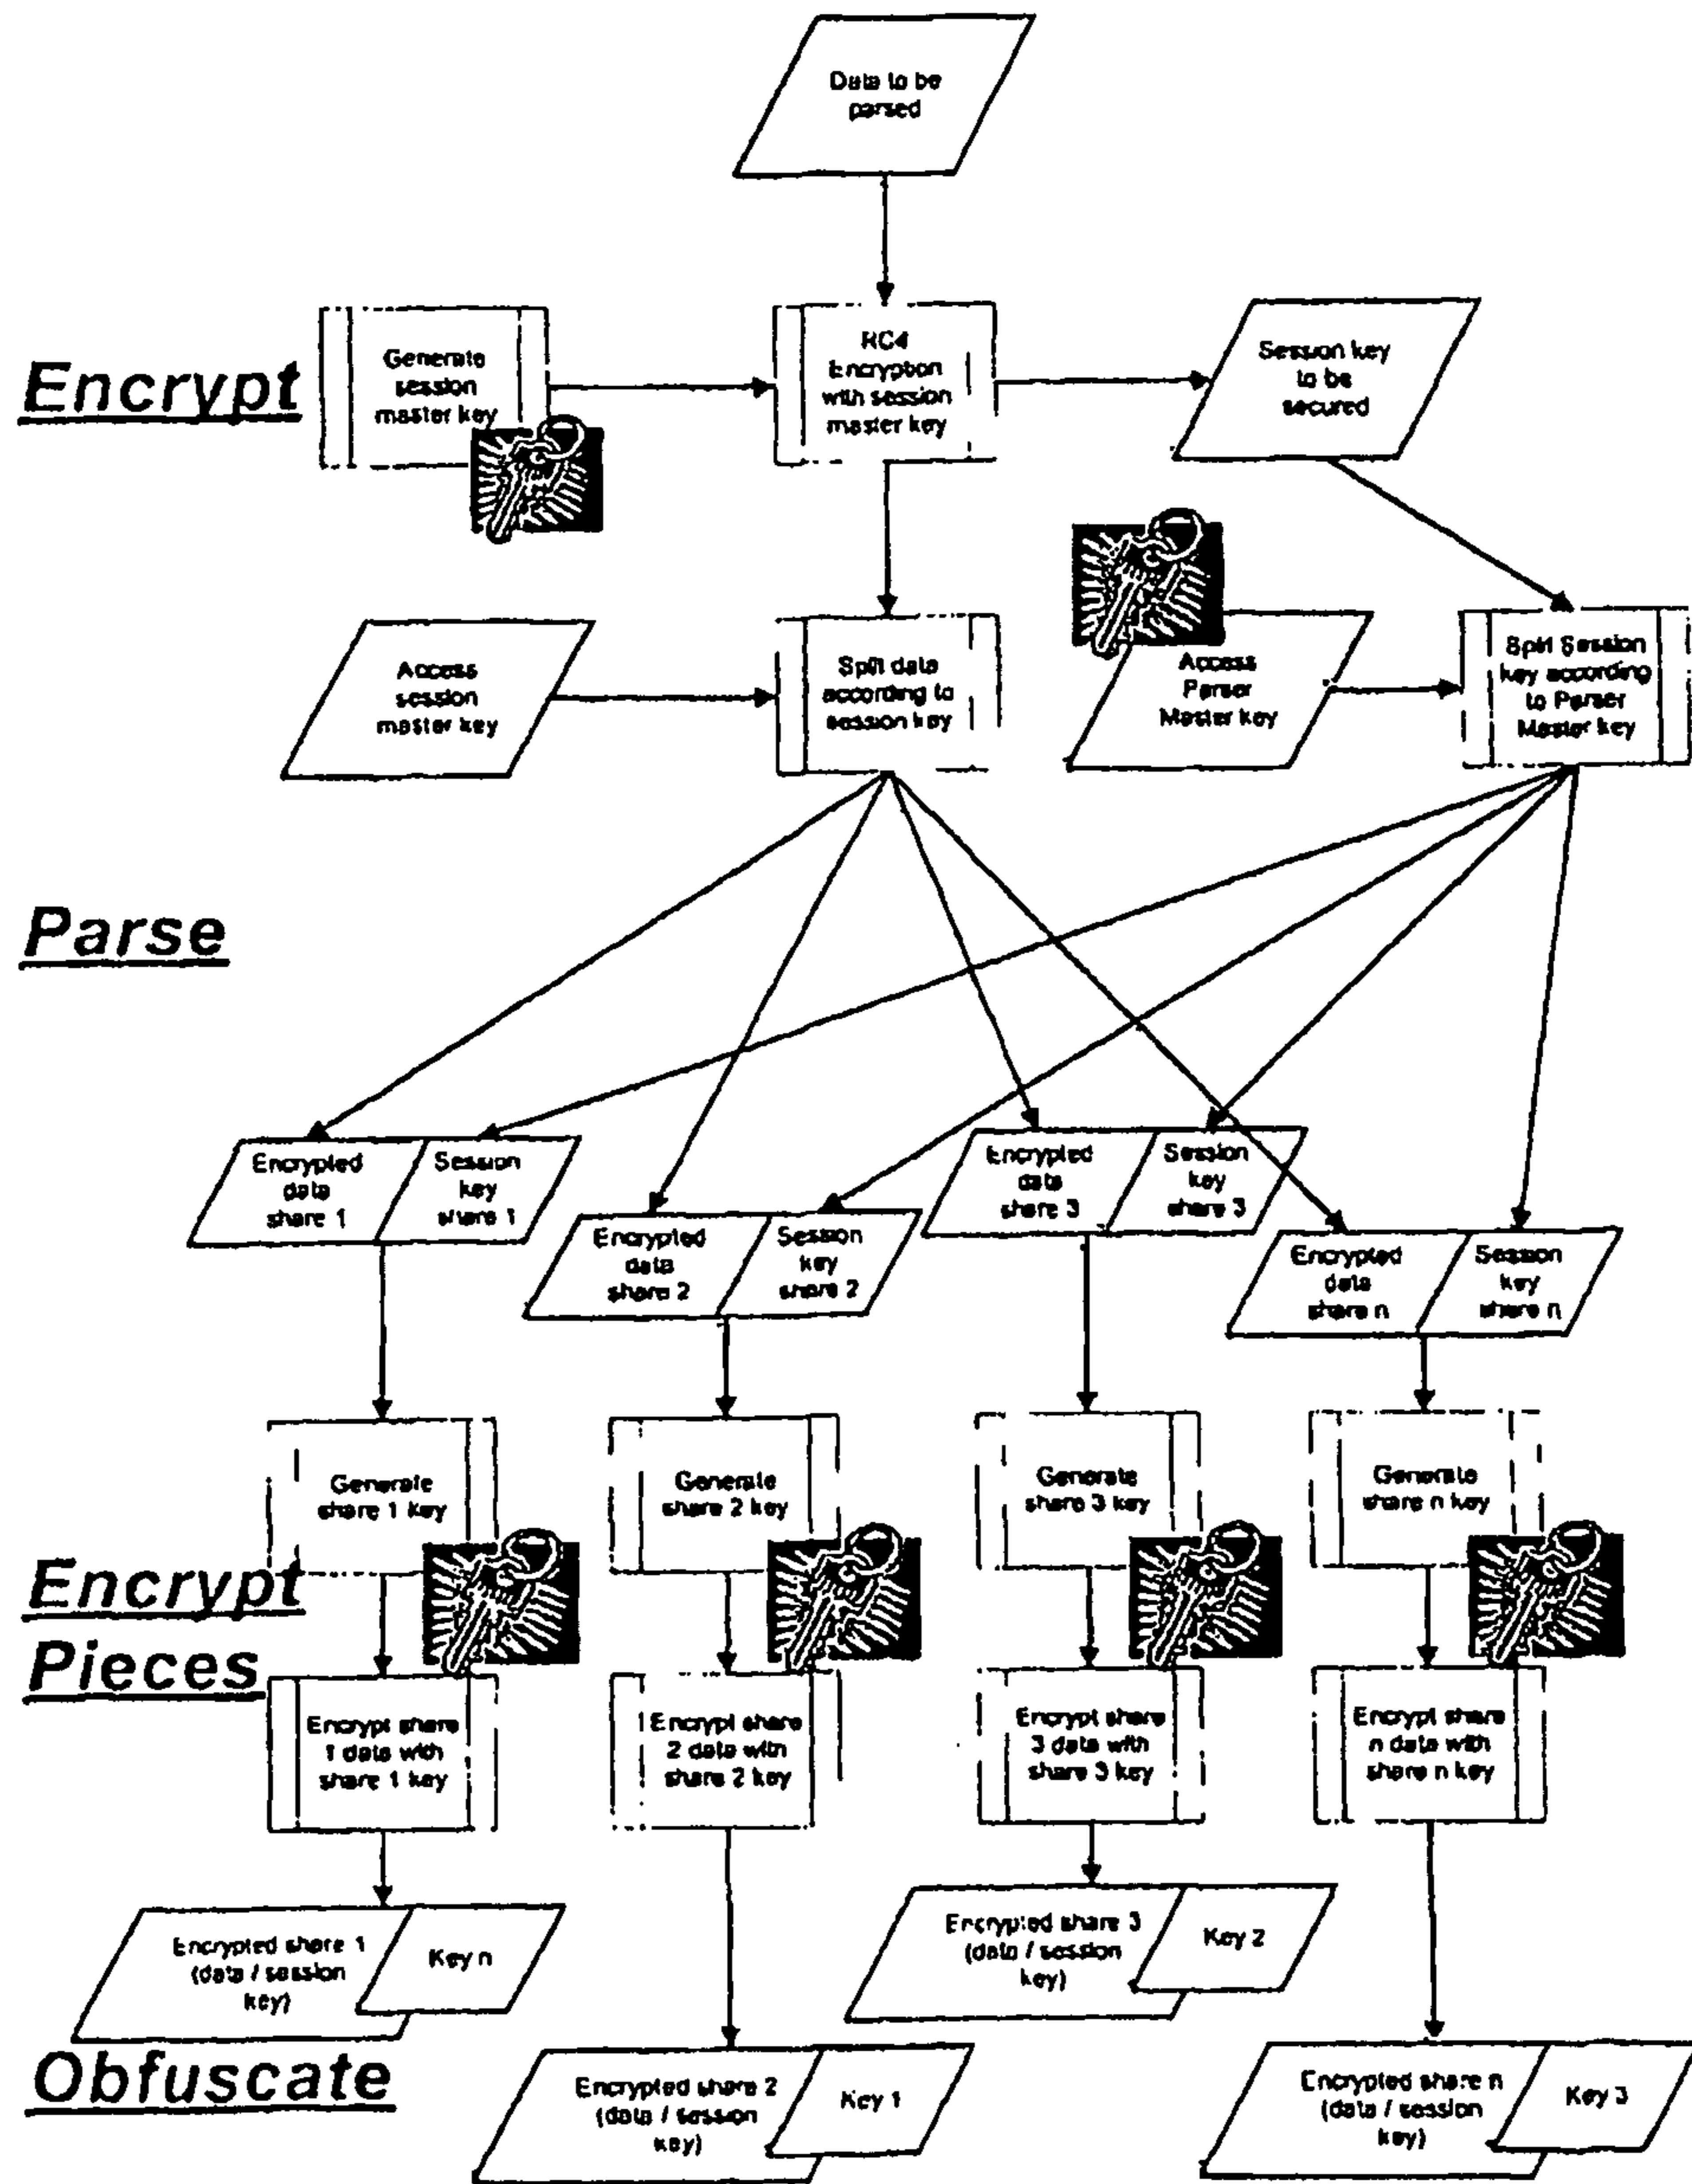 Data to be
parsed
Encrypt
Generate
session
master key
RC4
Encryption
with session
master key
Session key
to be
secured
Access
session
master key
Split data
according to
session key
Access
Parser
Master key
Split Session
key according
to Parser
Master key
Parse
Encrypted
data
share 1
Session
key
share 1
Encrypted
data
share 2
Session
key
share 2
Encrypted
data
share 3
Session
key
share 3
Encrypted
data
share n
Session
key
share n
Generate
share 1 key
Generate
share 2 key
Generate
share 3 key
Generate
share n key
Encrypt
Pieces
Encrypt share
1 data with
share 1 key
Encrypt share
2 data with
share 2 key
Encrypt share
3 data with
share 3 key
Encrypt share
n data with
share n key
Encrypted share 1
(data / session
key)
Key n
Encrypted share 3
(data / session
key)
Key 2
Obfuscate
Encrypted share 2
(data / session
key)
Key 1
Encrypted share n
(data / session
key)
Key 3